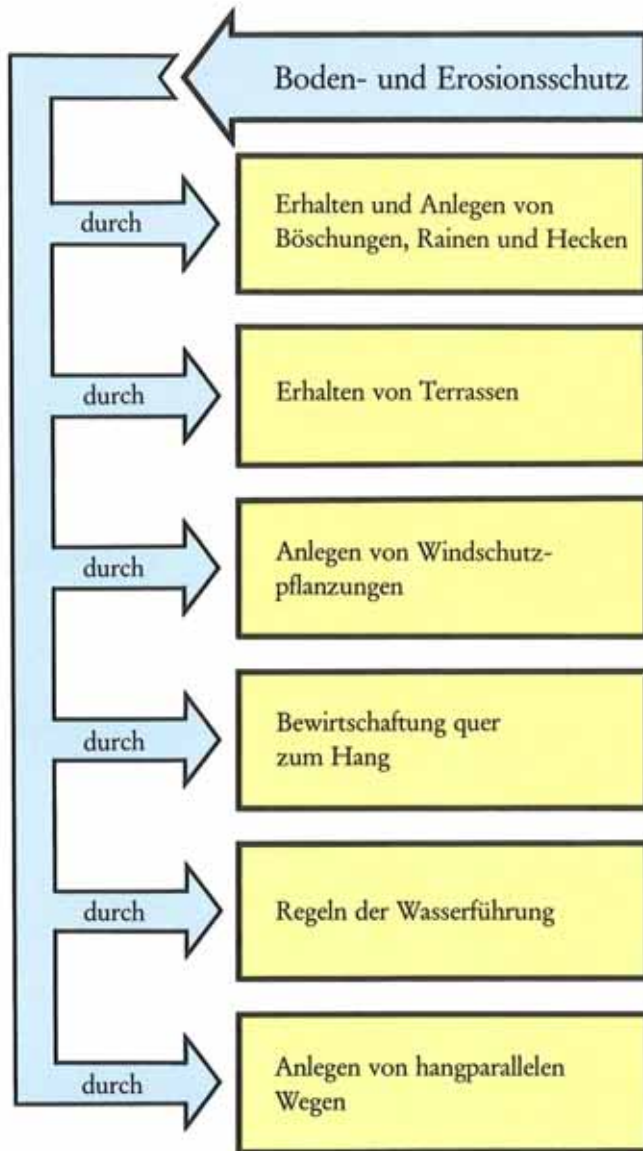 Boden- und Erosionsschutz
durch
Erhalten und Anlegen von
Böschungen, Rainen und Hecken
durch
Erhalten von Terrassen
durch
Anlegen von Windschutz-
pflanzungen
durch
Bewirtschaftung quer
zum Hang
durch
Regeln der Wasserführung
durch
Anlegen von hangparallelen
Wegen